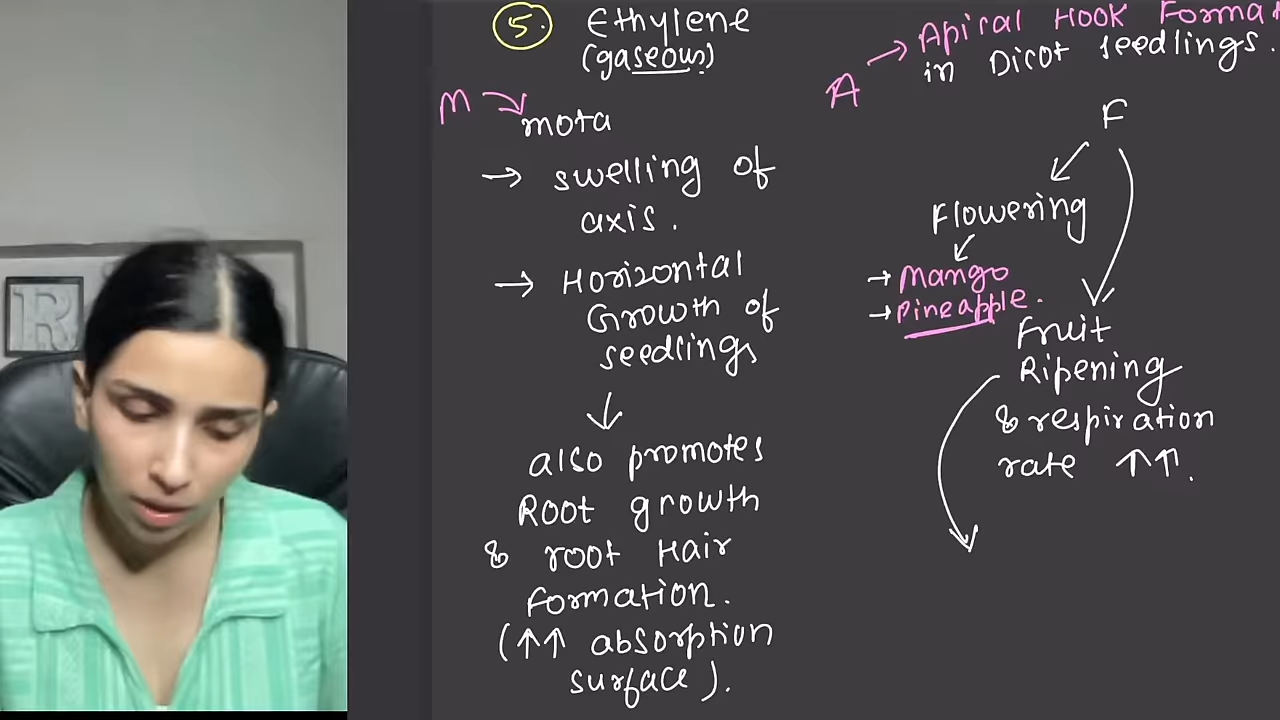 5. Ethylene
(gaseous)
M → mota
→ swelling of
axis.
→ Horizontal
Growth of
seedlings
↓
also promotes
Root growth
& root Hair
formation.
(↑↑ absorption
surface).
A → Apical Hook Format
in Dicot seedlings.
F
Flowering
→ Mango
→ Pineapple.
Fruit
Ripening
& respiration
rate ↑↑.
R